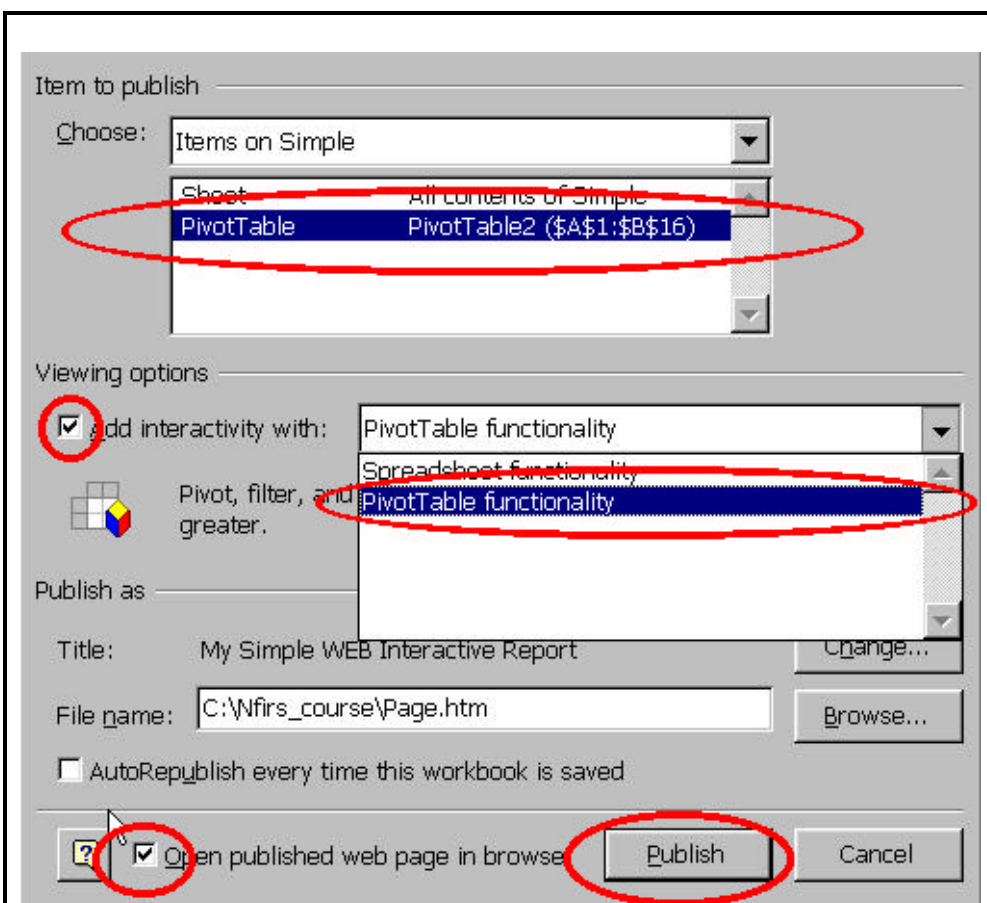 Item to publish
Choose: Items on Simple
Sheet All contents of Simple
PivotTable PivotTable2 ($A$1:$B$16)
Viewing options
Add interactivity with: PivotTable functionality
Spreadsheet functionality
Pivot, filter, and PivotTable functionality
greater.
Publish as
Title: My Simple WEB Interactive Report Change...
File name: C:\Nfirs_course\Page.htm Browse...
AutoRepublish every time this workbook is saved
? Open published web page in browse Publish Cancel